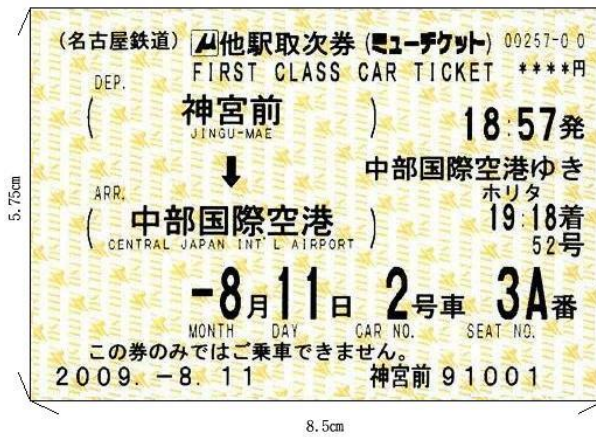 (名古屋鉄道) μ他駅取次券 (ミューチケット) 00257-00
FIRST CLASS CAR TICKET ****円
DEP.
(神宮前) 18:57発
JINGU-MAE
中部国際空港ゆき
ARR. ホリタ
(中部国際空港) 19:18着
CENTRAL JAPAN INT'L AIRPORT 52号
-8月11日 2号車 3A番
MONTH DAY CAR NO. SEAT NO.
この券のみではご乗車できません。
2009.-8.11 神宮前 91001
5.75cm
8.5cm